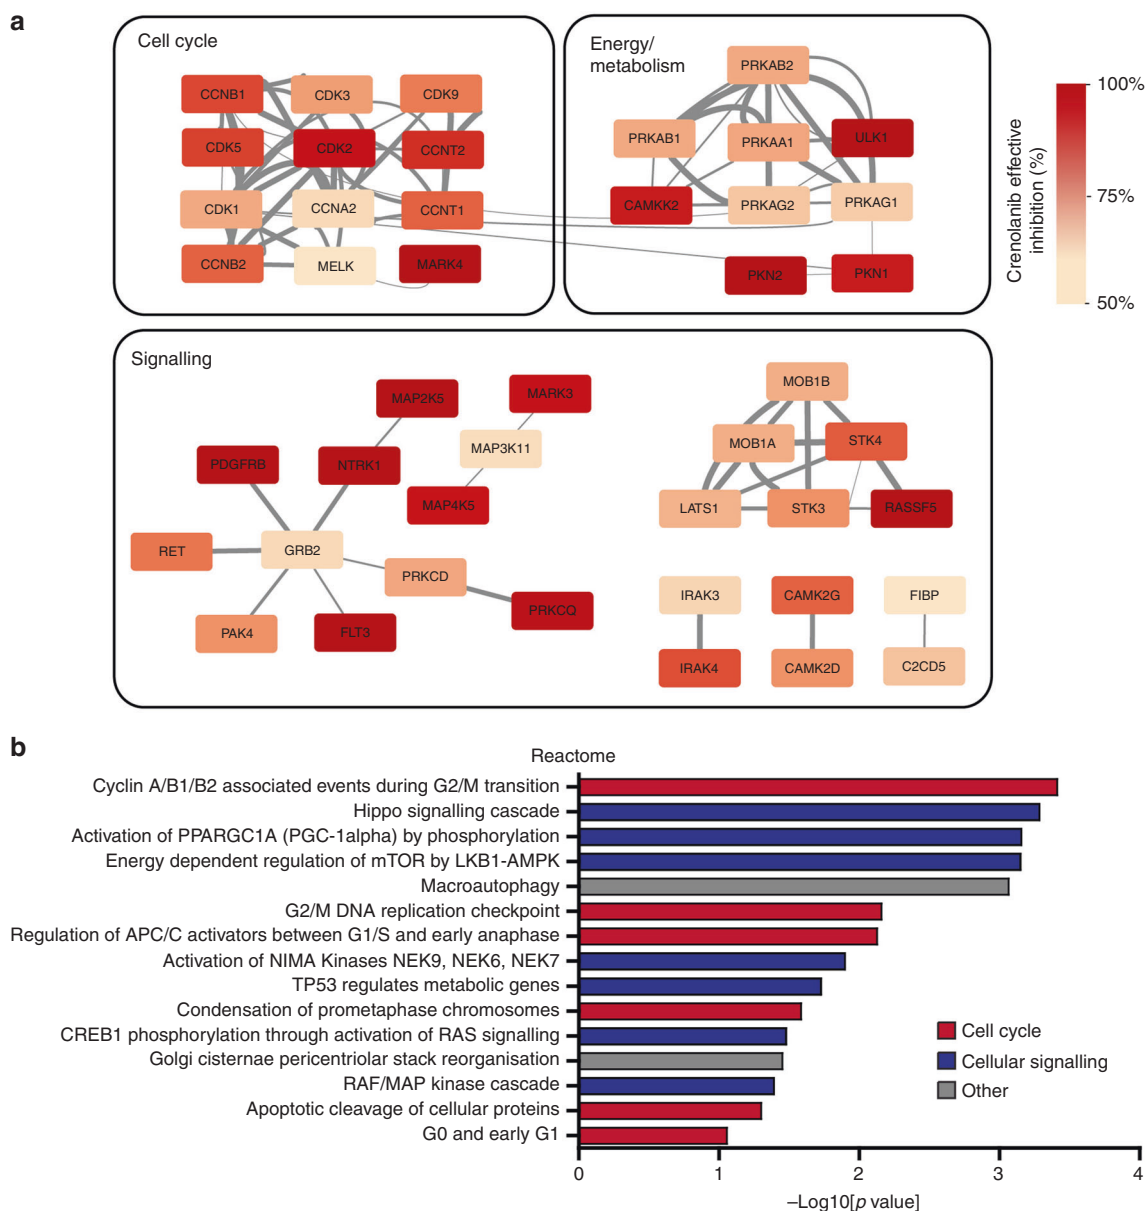 a
Cell cycle
CCNB1
CDK3
CDK9
CDK5
CDK2
CCNT2
CDK1
CCNA2
CCNT1
CCNB2
MELK
MARK4
Energy/
metabolism
PRKAB2
PRKAB1
PRKAA1
ULK1
CAMKK2
PRKAG2
PRKAG1
PKN2
PKN1
100%
75%
50%
Crenolanib effective
inhibition (%)
Signalling
MAP2K5
MARK3
PDGFRB
NTRK1
MAP3K11
MAP4K5
RET
GRB2
PRKCD
PRKCQ
PAK4
FLT3
MOB1B
MOB1A
STK4
LATS1
STK3
RASSF5
IRAK3
CAMK2G
FIBP
IRAK4
CAMK2D
C2CD5
b
Reactome
Cyclin A/B1/B2 associated events during G2/M transition
Hippo signalling cascade
Activation of PPARGC1A (PGC-1alpha) by phosphorylation
Energy dependent regulation of mTOR by LKB1-AMPK
Macroautophagy
G2/M DNA replication checkpoint
Regulation of APC/C activators between G1/S and early anaphase
Activation of NIMA Kinases NEK9, NEK6, NEK7
TP53 regulates metabolic genes
Condensation of prometaphase chromosomes
CREB1 phosphorylation through activation of RAS signalling
Golgi cisternae pericentriolar stack reorganisation
RAF/MAP kinase cascade
Apoptotic cleavage of cellular proteins
G0 and early G1
Cell cycle
Cellular signalling
Other
0 1 2 3 4
–Log10[p value]